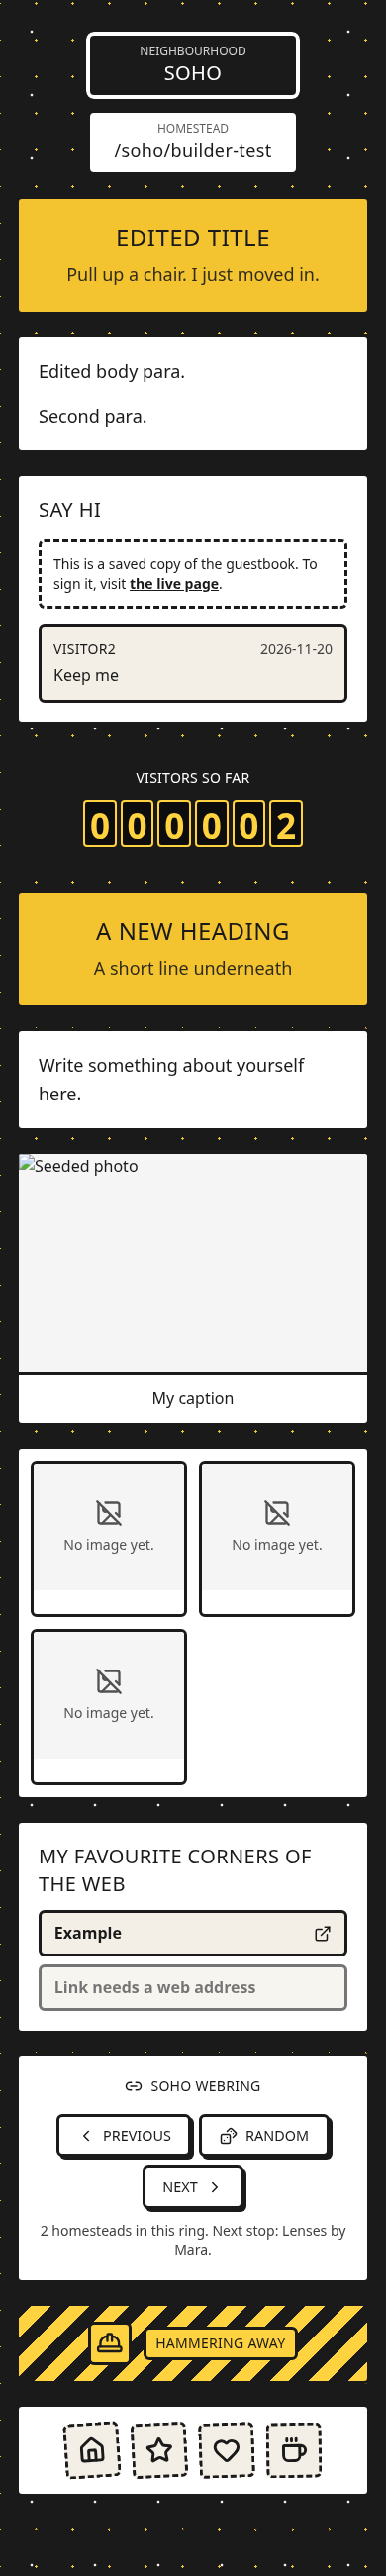 NEIGHBOURHOOD
SOHO
HOMESTEAD
/soho/builder-test
EDITED TITLE
Pull up a chair. I just moved in.
Edited body para.
Second para.
SAY HI
This is a saved copy of the guestbook. To
sign it, visit the live page.
VISITOR2 2026-11-20
Keep me
VISITORS SO FAR
000002
A NEW HEADING
A short line underneath
Write something about yourself
here.
Seeded photo
My caption
No image yet. No image yet.
No image yet.
MY FAVOURITE CORNERS OF
THE WEB
Example
Link needs a web address
SOHO WEBRING
PREVIOUS RANDOM
NEXT
2 homesteads in this ring. Next stop: Lenses by
Mara.
HAMMERING AWAY